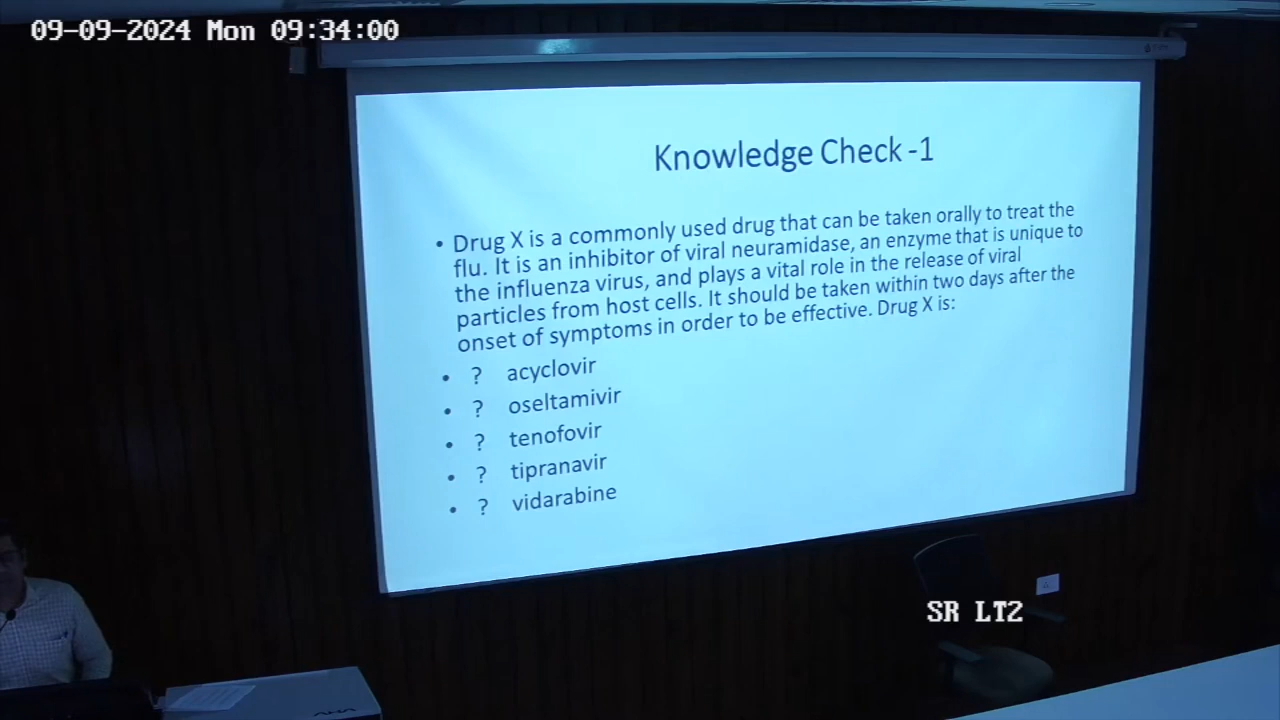 09-09-2024 Mon 09:34:00
Knowledge Check -1
• Drug X is a commonly used drug that can be taken orally to treat the
flu. It is an inhibitor of viral neuramidase, an enzyme that is unique to
the influenza virus, and plays a vital role in the release of viral
particles from host cells. It should be taken within two days after the
onset of symptoms in order to be effective. Drug X is:
• ? acyclovir
• ? oseltamivir
• ? tenofovir
• ? tipranavir
• ? vidarabine
SR LT2